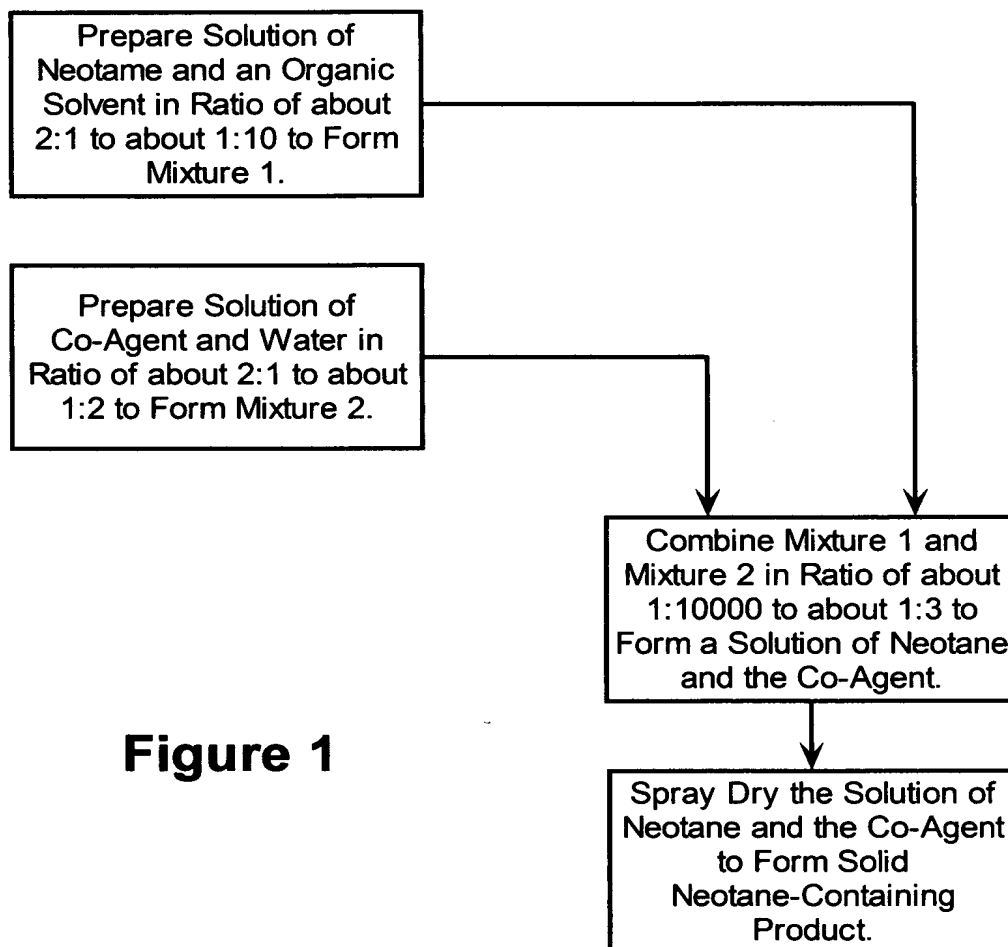 Prepare Solution of
Neotame and an Organic
Solvent in Ratio of about
2:1 to about 1:10 to Form
Mixture 1.
Prepare Solution of
Co-Agent and Water in
Ratio of about 2:1 to about
1:2 to Form Mixture 2.
Combine Mixture 1 and
Mixture 2 in Ratio of about
1:10000 to about 1:3 to
Form a Solution of Neotane
and the Co-Agent.
Figure 1
Spray Dry the Solution of
Neotane and the Co-Agent
to Form Solid
Neotane-Containing
Product.